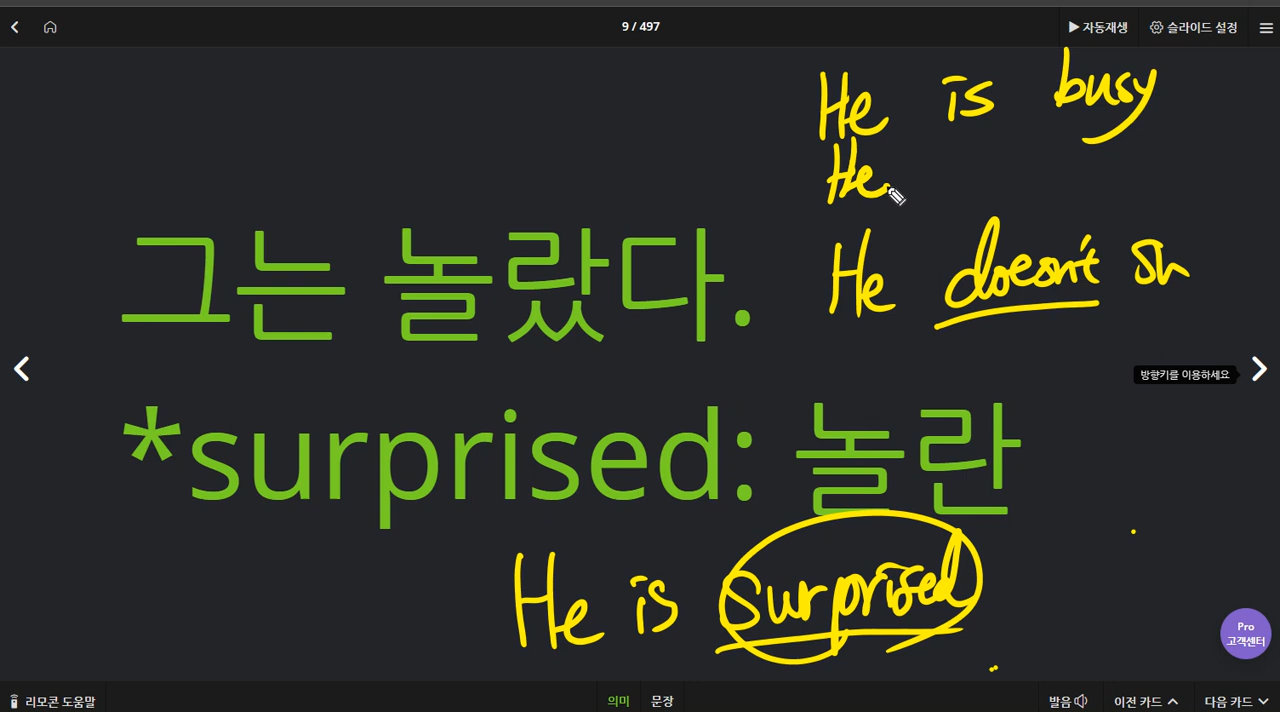 9 / 497
자동재생
슬라이드 설정
He is busy
He
그는 놀랐다.
He doesn't
방향키를 이용하세요
*surprised: 놀란
He is surprised
Pro
고객센터
리모콘 도움말
의미
문장
발음
이전 카드
다음 카드